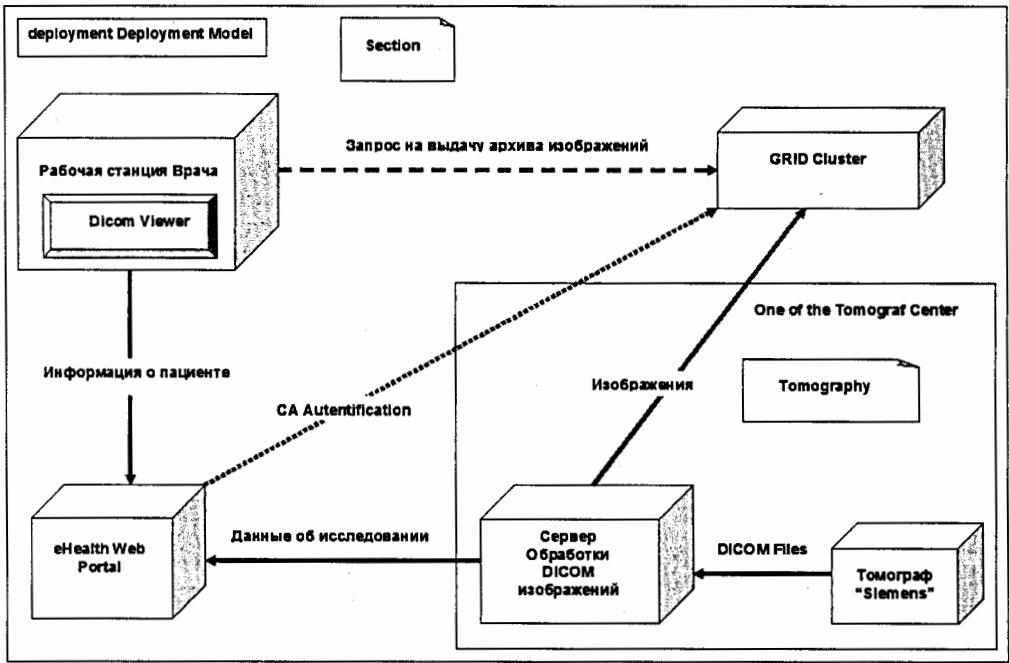 deployment Deployment Model
Section
Рабочая станция Врача
Dicom Viewer
Запрос на выдачу архива изображений
GRID Cluster
One of the Tomograf Center
Tomography
Информация о пациенте
CA Autentification
Изображения
eHealth Web
Portal
Данные об исследовании
Сервер
Обработки
DICOM
изображений
DICOM Files
Томограф
"Siemens"